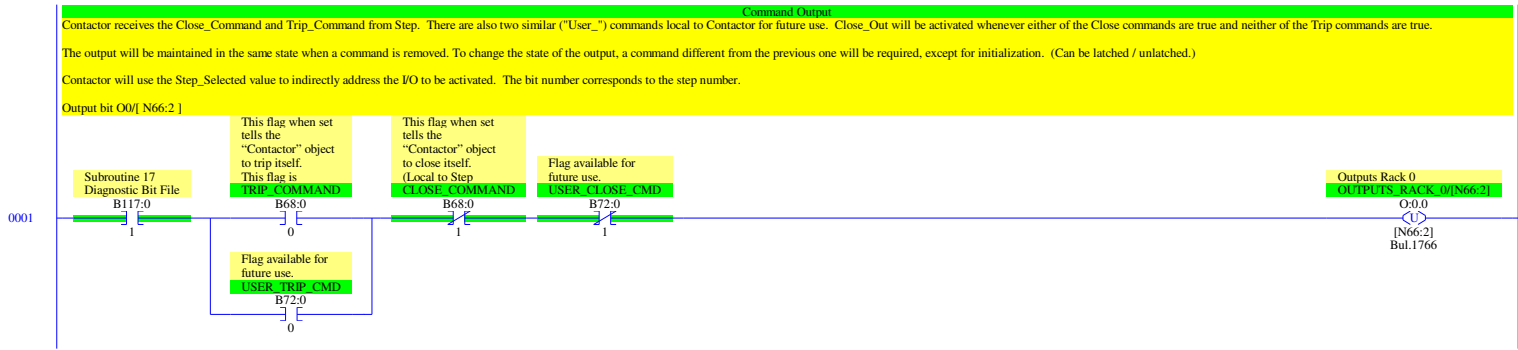 Command Output
Contactor receives the Close_Command and Trip_Command from Step. There are also two similar ("User_") commands local to Contactor for future use. Close_Out will be activated whenever either of the Close commands are true and neither of the Trip commands are true.
The output will be maintained in the same state when a command is removed. To change the state of the output, a command different from the previous one will be required, except for initialization. (Can be latched / unlatched.)
Contactor will use the Step_Selected value to indirectly address the I/O to be activated. The bit number corresponds to the step number.
Output bit O0/[ N66:2 ]
0001
Subroutine 17
Diagnostic Bit File
B117:0
1
This flag when set
tells the
“Contactor” object
to trip itself.
This flag is
TRIP_COMMAND
B68:0
0
Flag available for
future use.
USER_TRIP_CMD
B72:0
0
This flag when set
tells the
“Contactor” object
to close itself.
(Local to Step
CLOSE_COMMAND
B68:0
1
Flag available for
future use.
USER_CLOSE_CMD
B72:0
1
Outputs Rack 0
OUTPUTS_RACK_0/[N66:2]
O:0.0
U
[N66:2]
Bul.1766